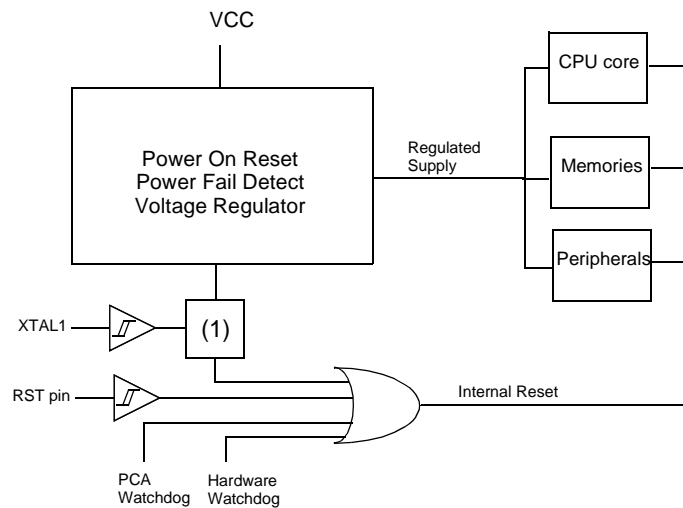 VCC
CPU core
Power On Reset
Power Fail Detect
Voltage Regulator
Regulated
Supply
Memories
Peripherals
XTAL1
(1)
RST pin
Internal Reset
PCA
Watchdog
Hardware
Watchdog